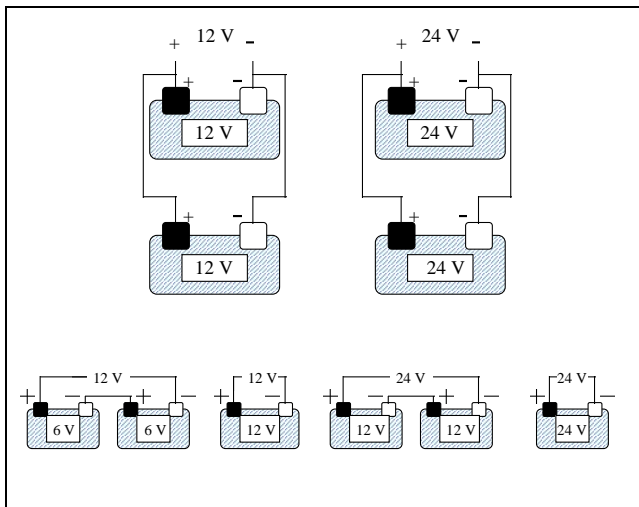 + 12 V - + 24 V -
+ - + -
12 V 24 V
+ - + -
12 V 24 V
12 V 12 V 24 V 24 V
+ - + - + - + - + - + -
6 V 6 V 12 V 12 V 12 V 24 V